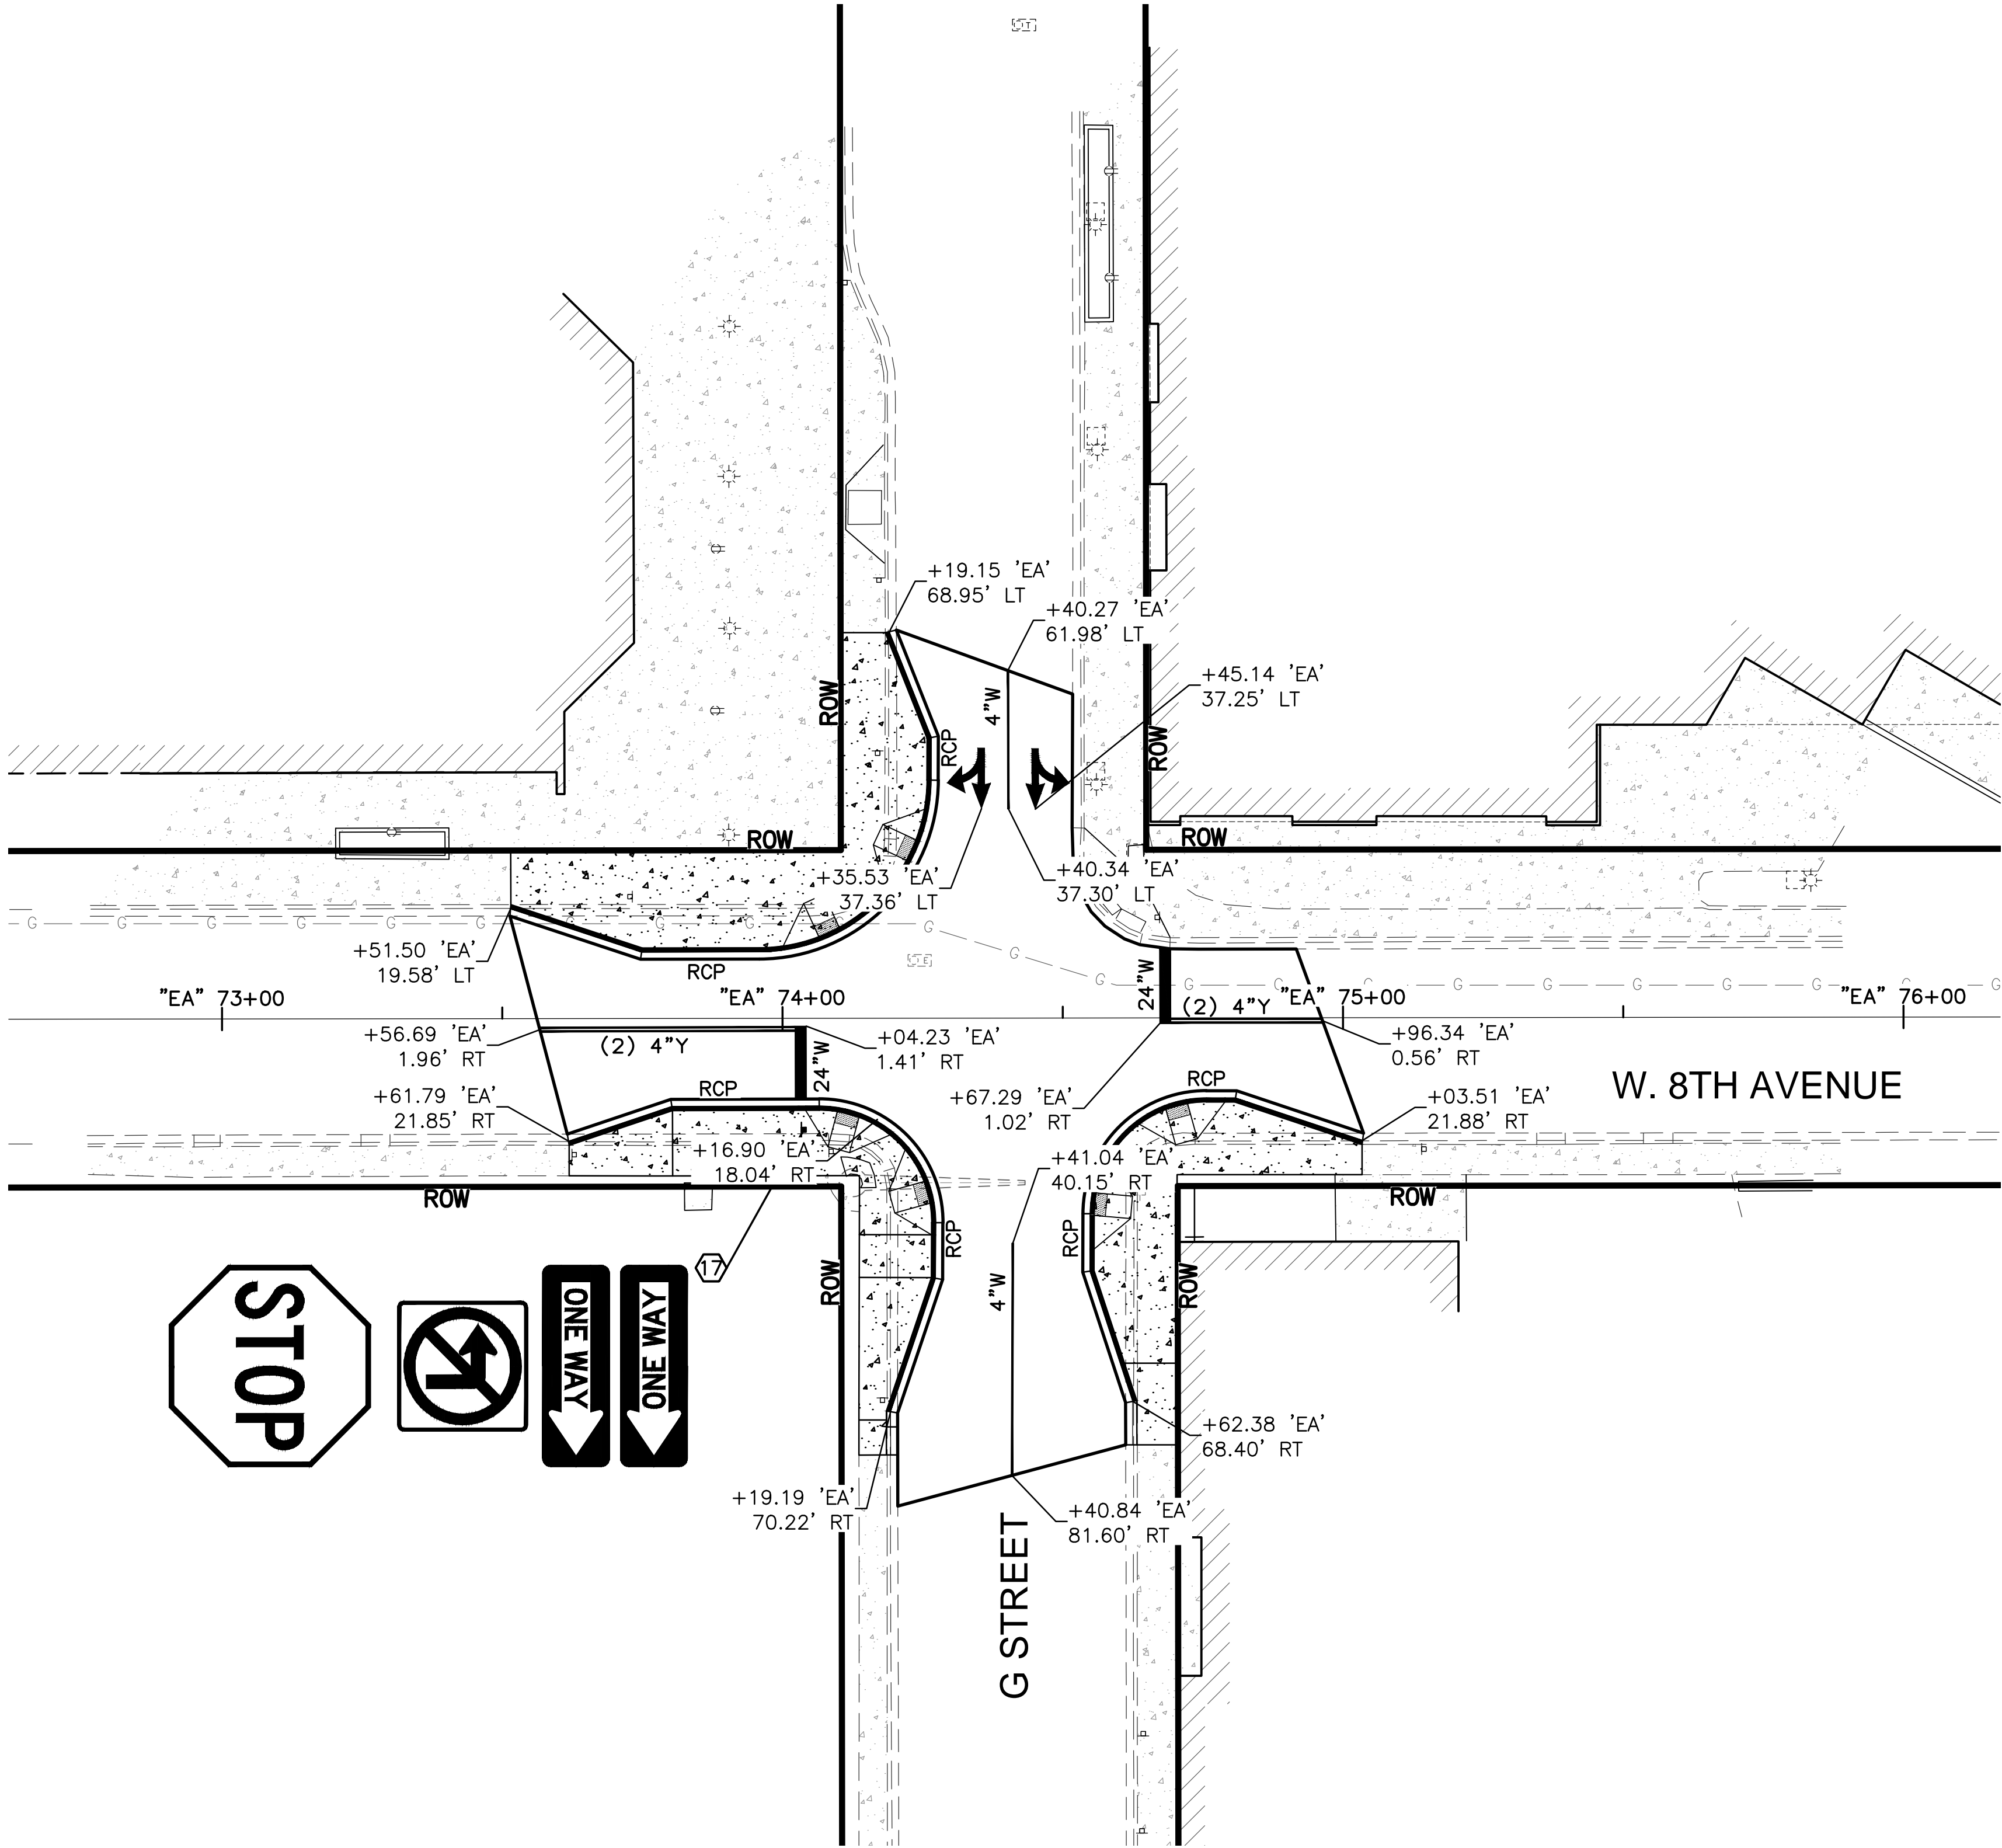 +19.15 'EA'
68.95' LT
+40.27 'EA'
61.98' LT
+45.14 'EA'
37.25' LT
ROW
4"W
RCP
ROW
ROW
ROW
+35.53 'EA'
37.36' LT
+40.34 'EA'
37.30' LT
G G G G G G G G G G
G G G G G G G G G G G
+51.50 'EA'
19.58' LT
RCP
24"W
"EA" 73+00
"EA" 74+00
(2) 4"Y
"EA" 75+00
"EA" 76+00
+56.69 'EA'
1.96' RT
(2) 4"Y
24"W
+04.23 'EA'
1.41' RT
+96.34 'EA'
0.56' RT
W. 8TH AVENUE
+61.79 'EA'
21.85' RT
RCP
+67.29 'EA'
1.02' RT
RCP
+03.51 'EA'
21.88' RT
+16.90 'EA'
18.04' RT
+41.04 'EA'
40.15' RT
ROW
ROW
17
ROW
RCP
4"W
RCP
ROW
STOP
ONE WAY
ONE WAY
+62.38 'EA'
68.40' RT
+19.19 'EA'
70.22' RT
+40.84 'EA'
81.60' RT
G STREET